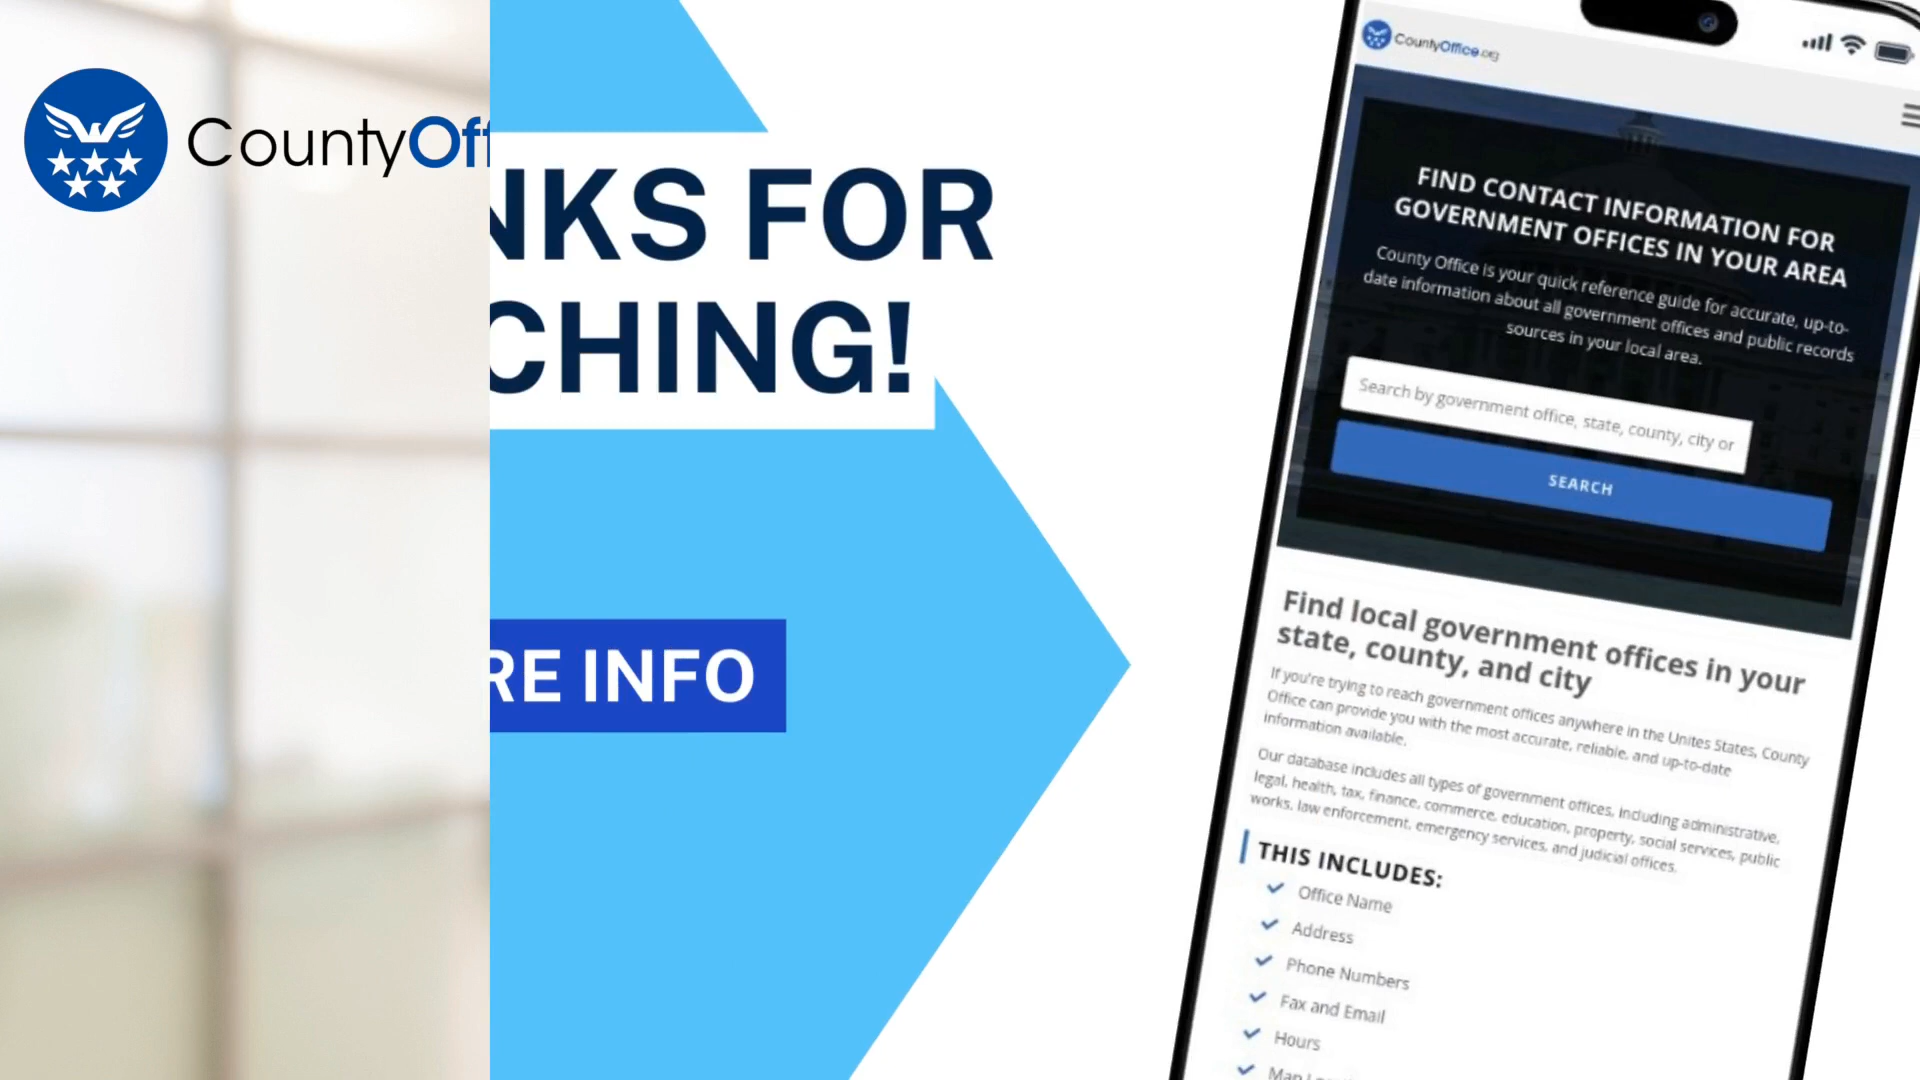 CountyOff
NKS FOR
CHING!
RE INFO
CountyOffice.org
FIND CONTACT INFORMATION FOR
GOVERNMENT OFFICES IN YOUR AREA
County Office is your quick reference guide for accurate, up-to-
date information about all government offices and public records
sources in your local area.
Search by government office, state, county, city or
SEARCH
Find local government offices in your
state, county, and city
If you're trying to reach government offices anywhere in the Unites States, County
Office can provide you with the most accurate, reliable, and up-to-date
information available.
Our database includes all types of government offices, including administrative,
legal, health, tax, finance, commerce, education, property, social services, public
works, law enforcement, emergency services, and judicial offices.
THIS INCLUDES:
Office Name
Address
Phone Numbers
Fax and Email
Hours
Map